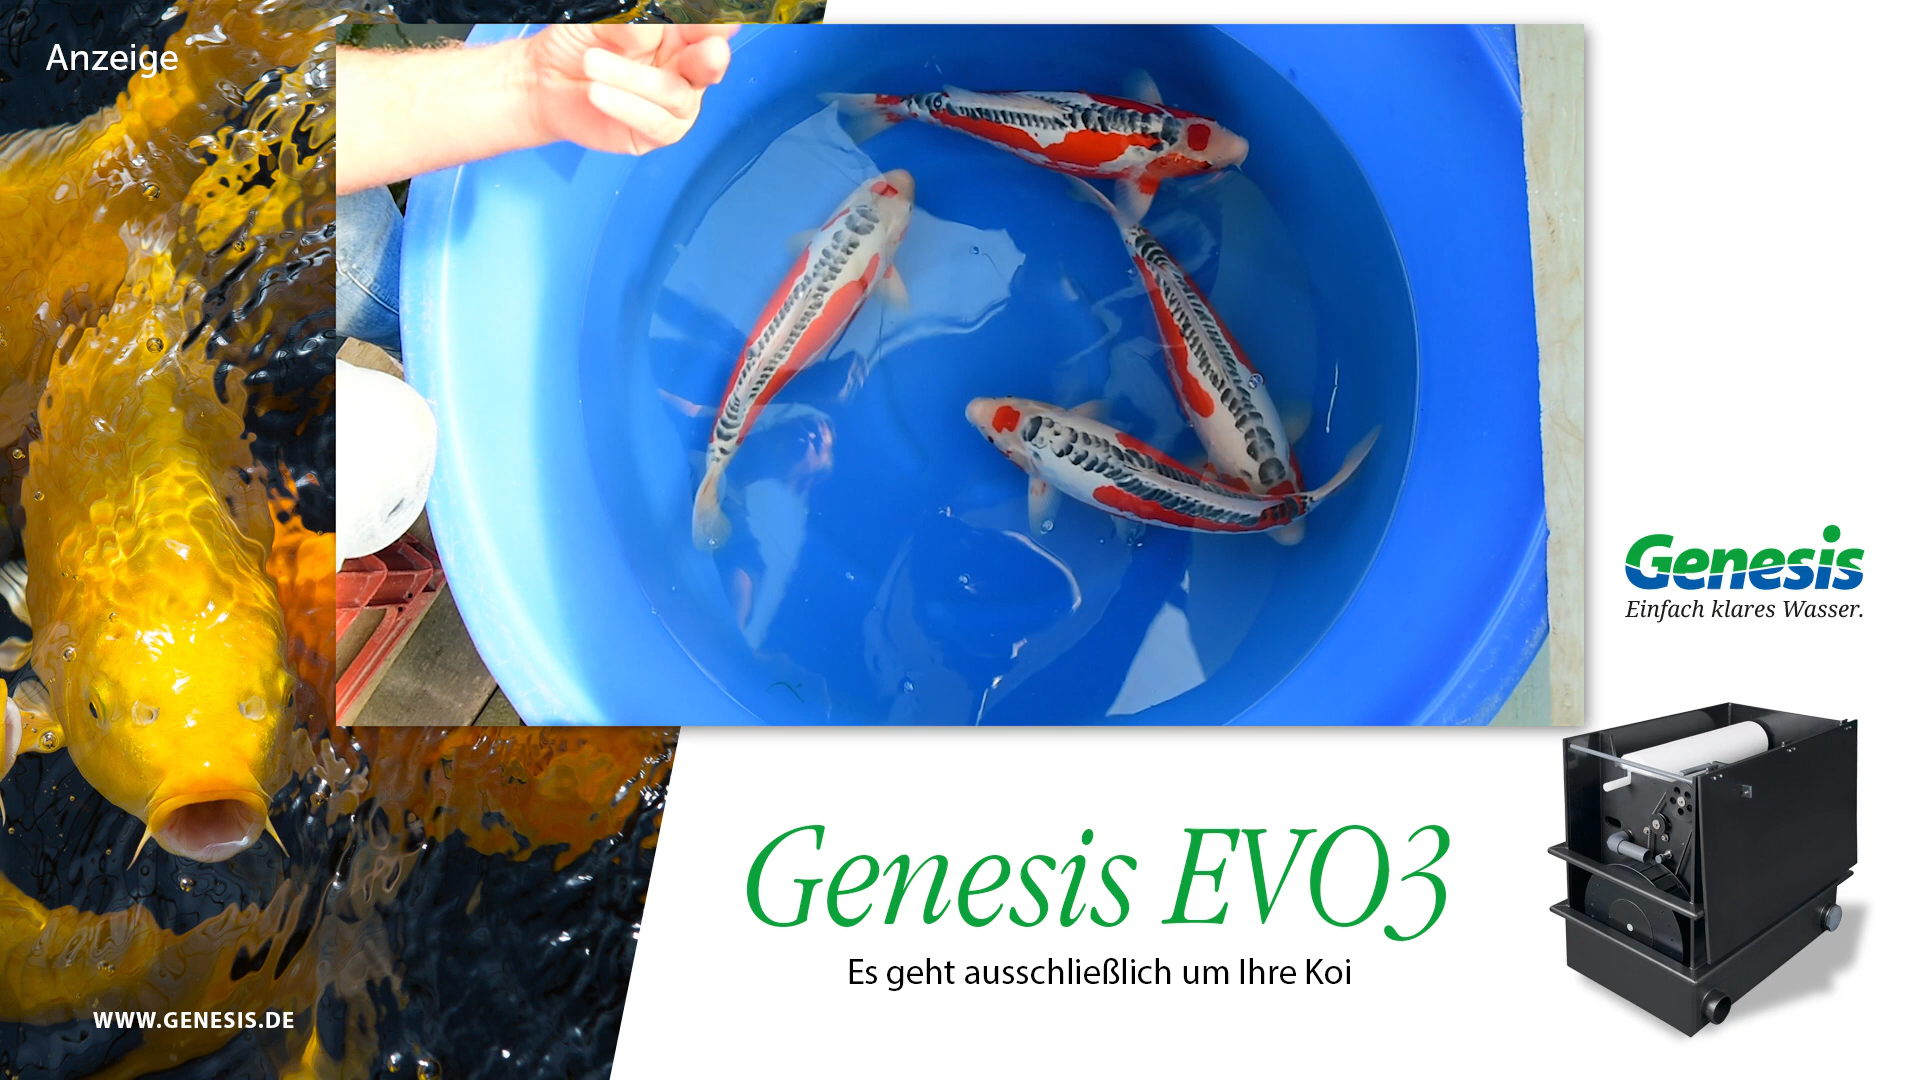 Anzeige
Genesis
Einfach klares Wasser.
Genesis EVO3
Es geht ausschließlich um Ihre Koi
WWW.GENESIS.DE